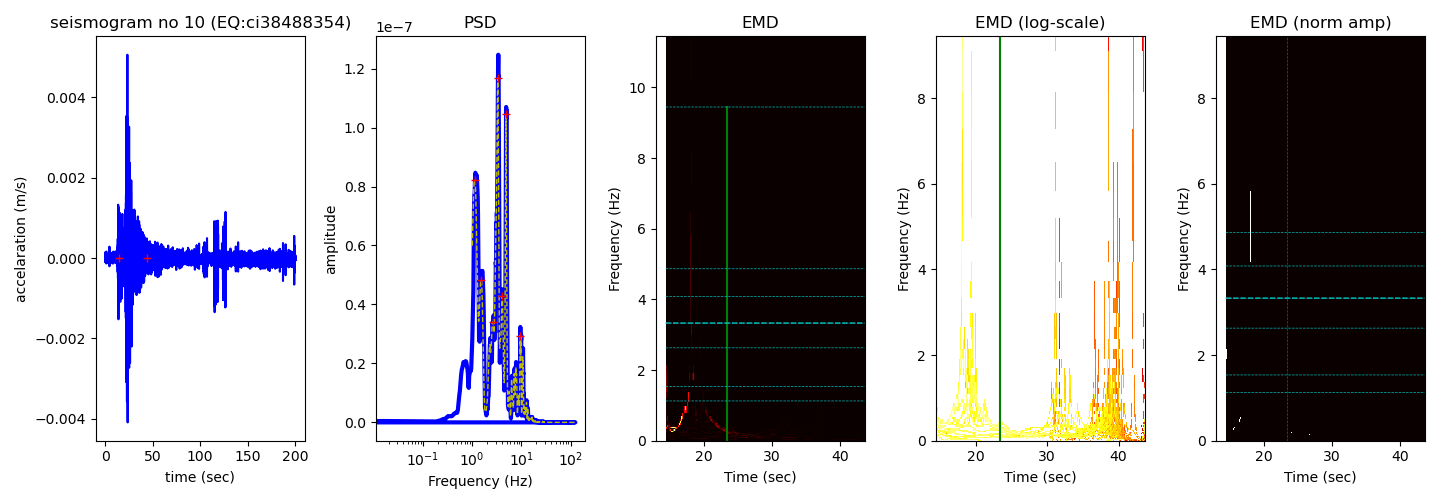 seismogram no 10 (EQ:ci38488354)
accelaration (m/s)
0.004
0.002
0.000
−0.002
−0.004
0 50 100 150 200
time (sec)
PSD
1e−7
amplitude
1.2
1.0
0.8
0.6
0.4
0.2
0.0
10⁻¹ 10⁰ 10¹ 10²
Frequency (Hz)
EMD
Frequency (Hz)
10
8
6
4
2
0
20 30 40
Time (sec)
EMD (log-scale)
Frequency (Hz)
8
6
4
2
0
20 30 40
Time (sec)
EMD (norm amp)
Frequency (Hz)
8
6
4
2
0
20 30 40
Time (sec)